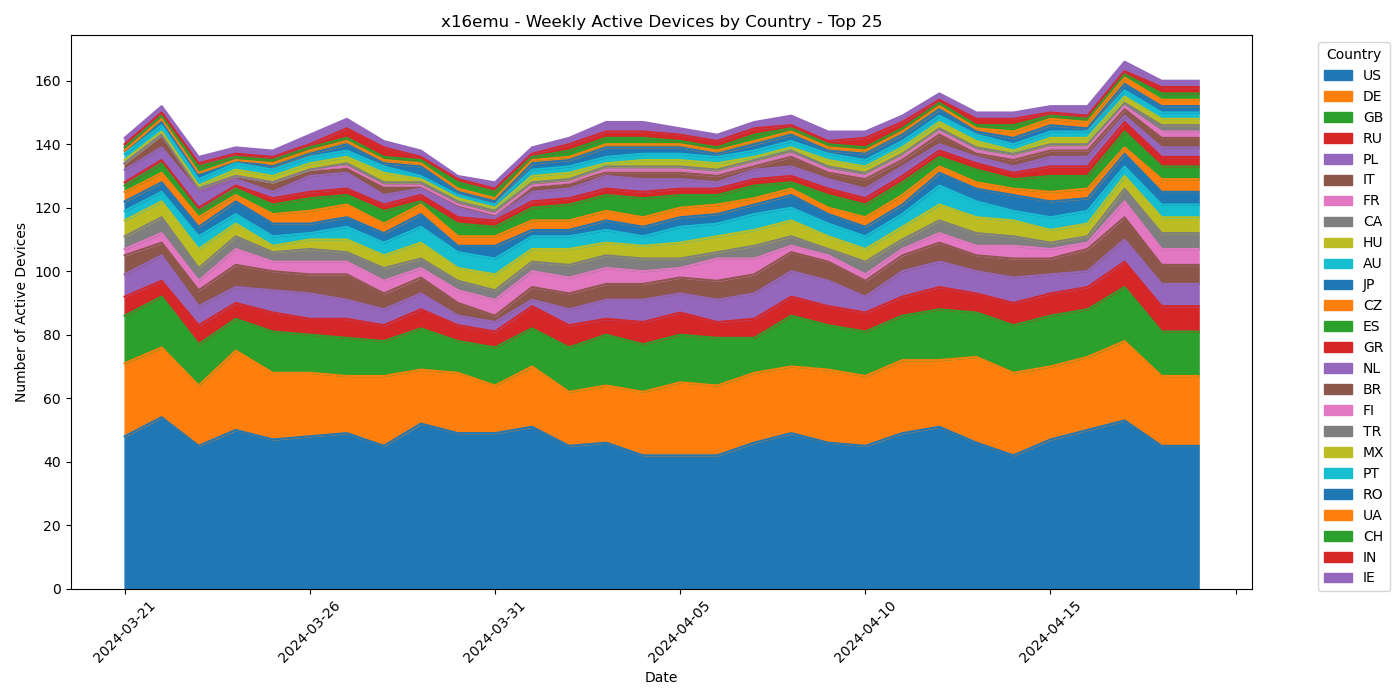 x16emu - Weekly Active Devices by Country - Top 25
Number of Active Devices
160
140
120
100
80
60
40
20
0
2024-03-21
2024-03-26
2024-03-31
2024-04-05
2024-04-10
2024-04-15
Date
Country
US
DE
GB
RU
PL
IT
FR
CA
HU
AU
JP
CZ
ES
GR
NL
BR
FI
TR
MX
PT
RO
UA
CH
IN
IE